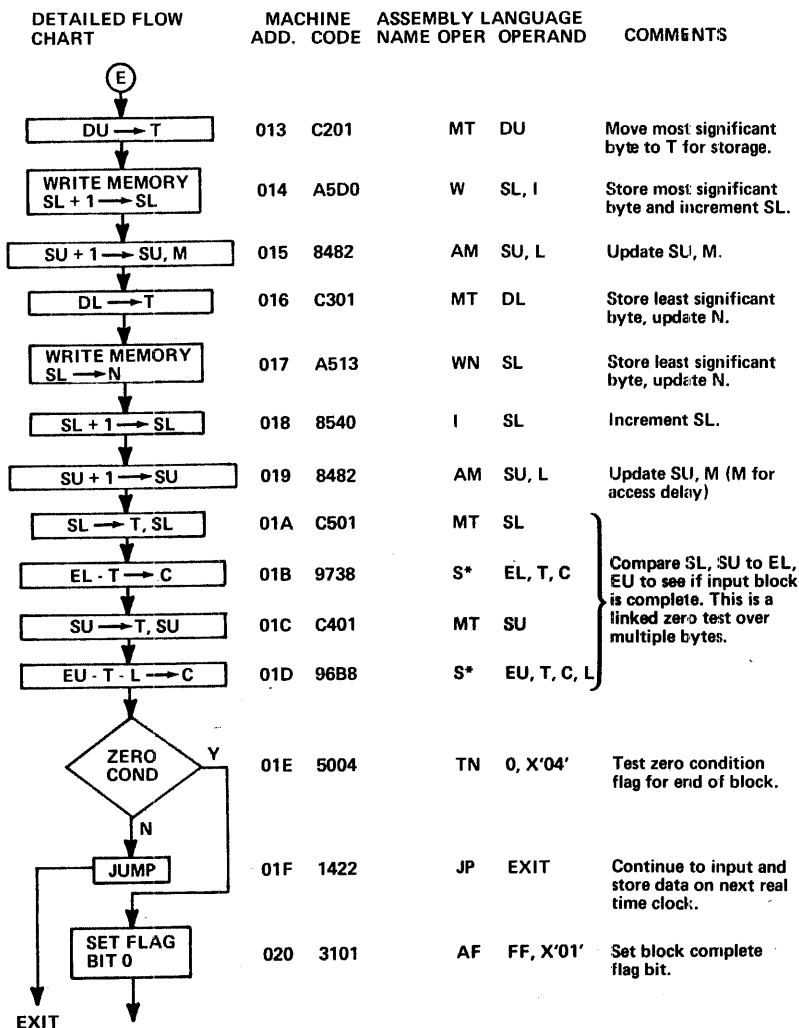 DETAILED FLOW CHART
MACHINE ADD. CODE
ASSEMBLY LANGUAGE NAME OPER OPERAND
COMMENTS
E
DU → T 013 C201 MT DU Move most significant
byte to T for storage.
WRITE MEMORY
SL + 1 → SL 014 A5D0 W SL, I Store most significant
byte and increment SL.
SU + 1 → SU, M 015 8482 AM SU, L Update SU, M.
DL → T 016 C301 MT DL Store least significant
byte, update N.
WRITE MEMORY
SL → N 017 A513 WN SL Store least significant
byte, update N.
SL + 1 → SL 018 8540 I SL Increment SL.
SU + 1 → SU 019 8482 AM SU, L Update SU, M (M for
access delay)
SL → T, SL 01A C501 MT SL
EL - T → C 01B 9738 S* EL, T, C
SU → T, SU 01C C401 MT SU
EU - T - L → C 01D 96B8 S* EU, T, C, L
Compare SL, SU to EL,
EU to see if input block
is complete. This is a
linked zero test over
multiple bytes.
ZERO
COND
Y
N
01E 5004 TN 0, X'04' Test zero condition
flag for end of block.
JUMP 01F 1422 JP EXIT Continue to input and
store data on next real
time clock.
SET FLAG
BIT 0 020 3101 AF FF, X'01' Set block complete
flag bit.
EXIT